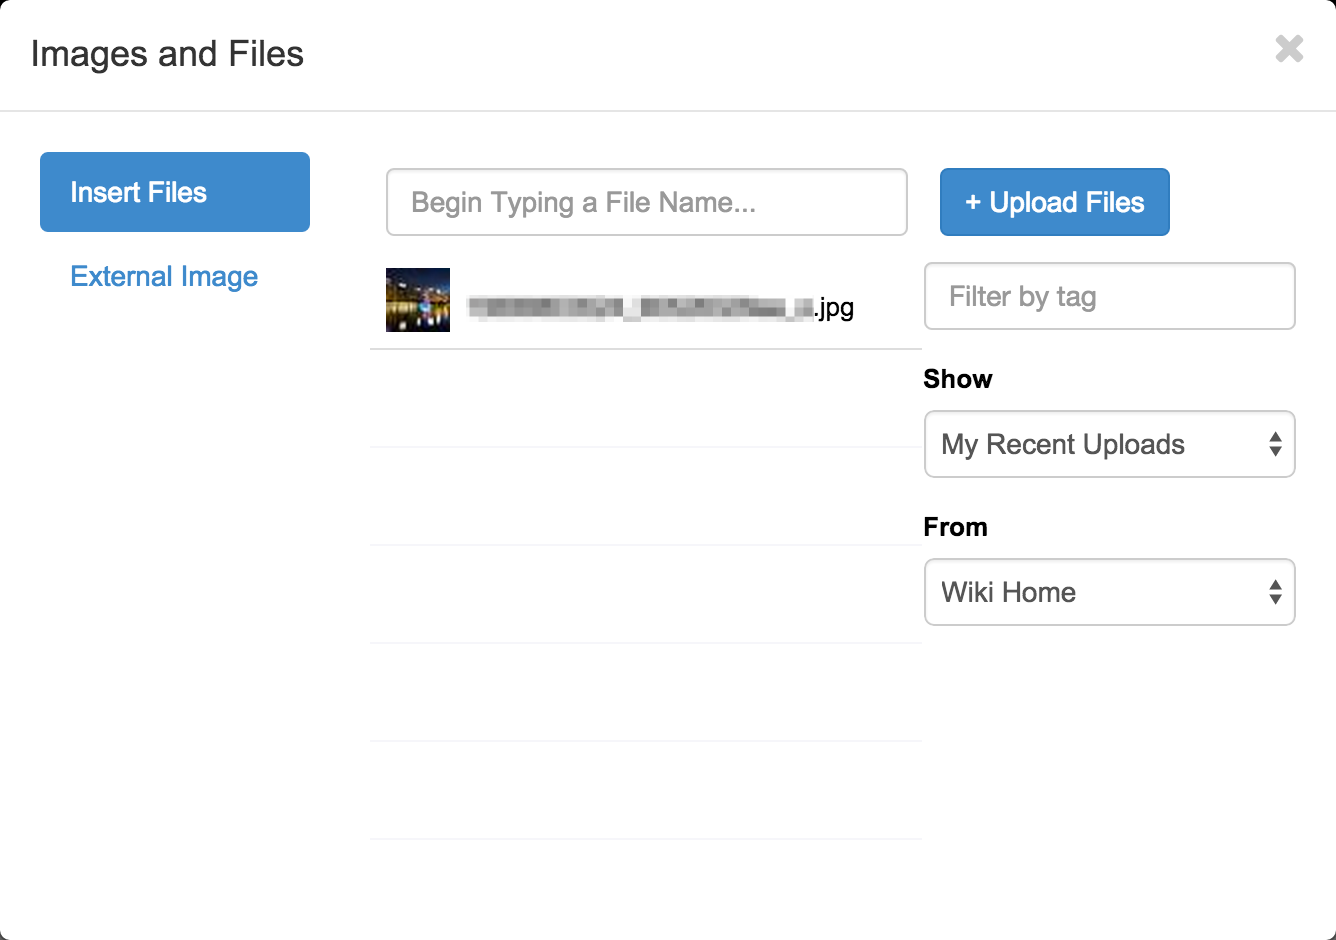 Images and Files
Insert Files
External Image
Begin Typing a File Name...
+ Upload Files
.jpg
Filter by tag
Show
My Recent Uploads
From
Wiki Home